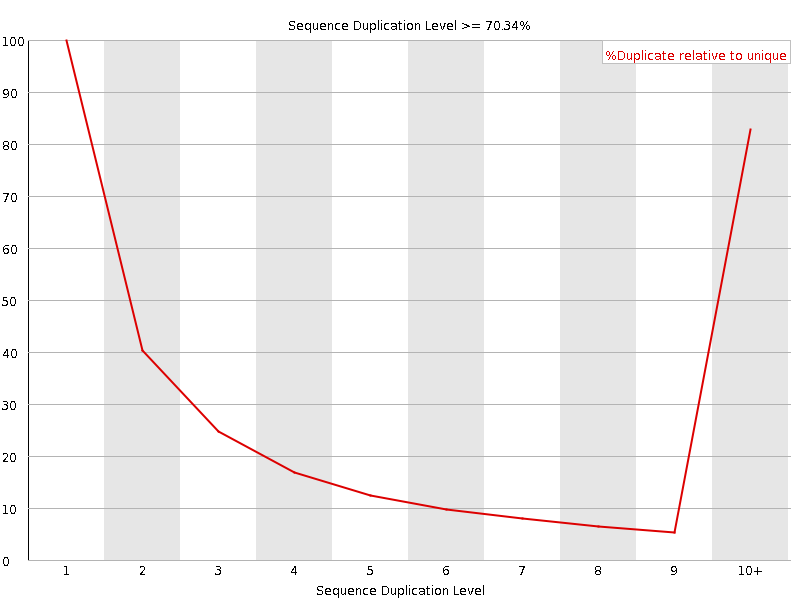 Sequence Duplication Level >= 70.34%
%Duplicate relative to unique
100
90
80
70
60
50
40
30
20
10
0
1 2 3 4 5 6 7 8 9 10+
Sequence Duplication Level